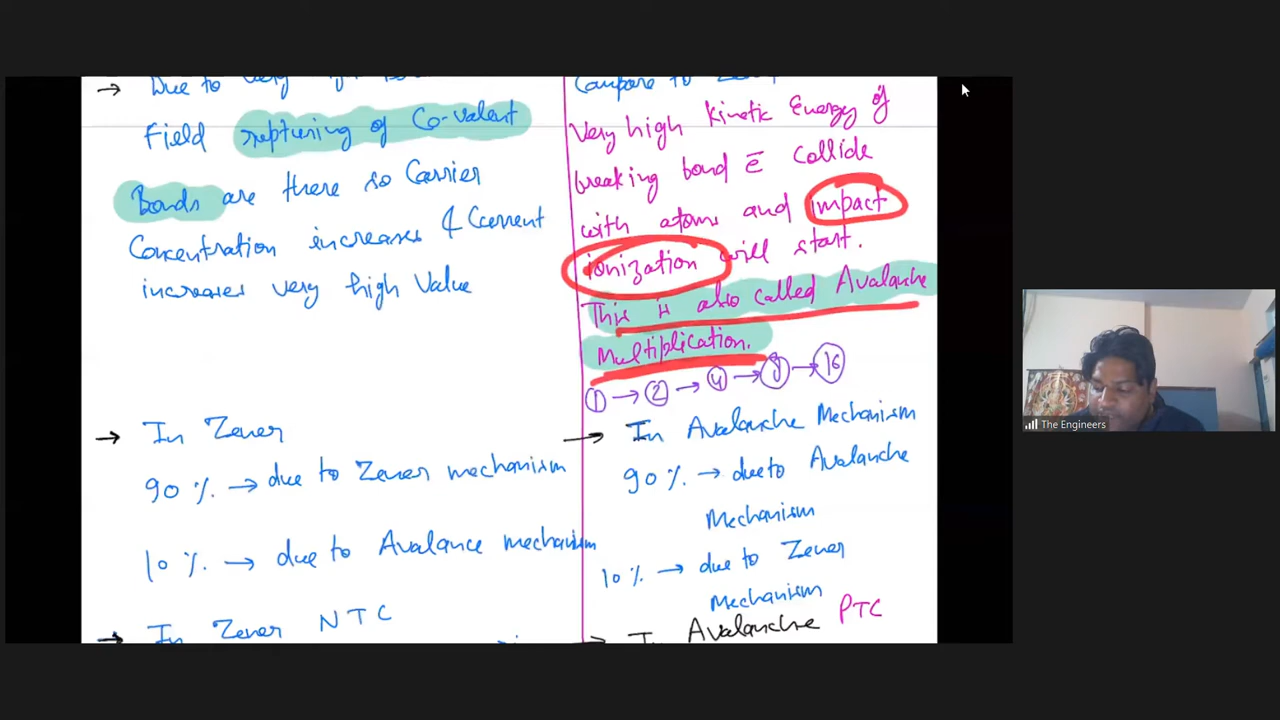 → Due to very
Field repturing of Co-valent
Bonds are there so Carrier
Concentration increases & Current
increases very high Value
→ In Zener
90 % → due to Zener mechanism
10 % → due to Avalance mechanism
→ In Zener NTC
Compare to
Very high kinetic Energy of
breaking bond e̅ collide
with atoms and impact
ionization will start.
This is also called Avalanche
Multiplication.
1 → 2 → 4 → 8 → 16
→ In Avalanche Mechanism
90 % → due to Avalanche
Mechanism
10 % → due to Zener
Mechanism
→ In Avalanche PTC
The Engineers